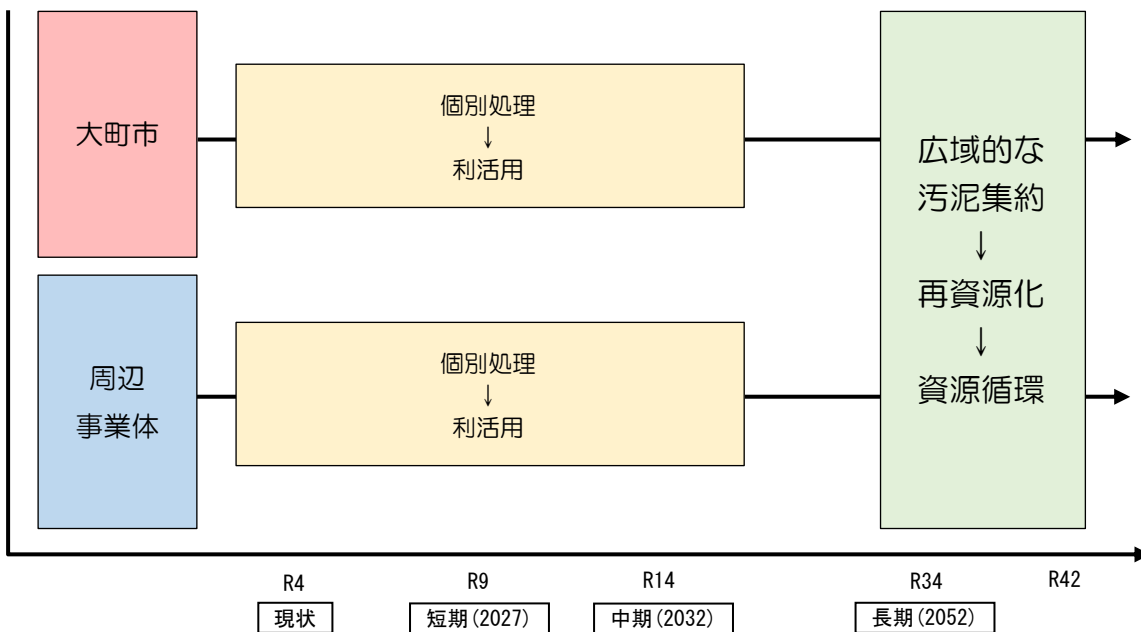 大町市
個別処理
↓
利活用
周辺
事業体
個別処理
↓
利活用
広域的な
汚泥集約
↓
再資源化
↓
資源循環
R4
R9
R14
R34
R42
現状
短期(2027)
中期(2032)
長期(2052)